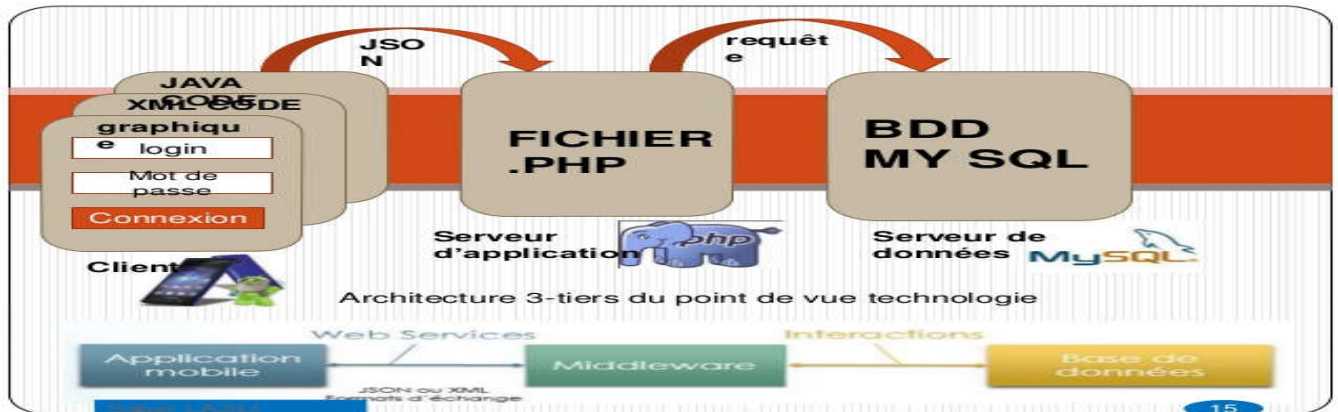 JSO
N
requêt
e
JAVA
CODE
XML CODE
graphiqu
e
login
Mot de
passe
Connexion
FICHIER
.PHP
BDD
MY SQL
Client
Serveur
d'application
php
Serveur de
données
MySQL
Architecture 3-tiers du point de vue technologie
Web Services
Interactions
Application
mobile
Middleware
Base de
données
JSON ou XML
Formats d'échange
15